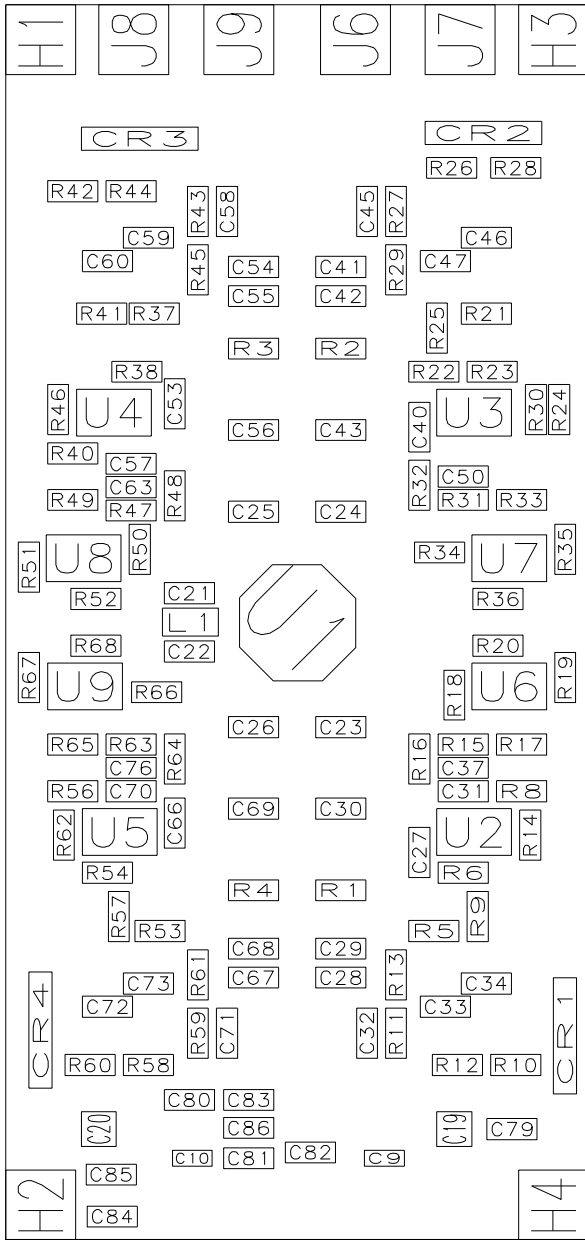 H1 J8 J9 J6 J7 H3
CR3 CR2
R26 R28
R42 R44 R43 C58 C45 R27
C59 C46
C60 R45 C54 C41 R29 C47
C55 C42
R41 R37 R25 R21
R3 R2
R38 R22 R23
R46 U4 C53 C40 U3 R30 R24
C56 C43
R40 C57
C63 R48 R32 C50
R49 R47 C25 C24 R31 R33
R51 U8 R50 R34 U7 R35
R52 C21 R36
L1 U1
R68 C22 R20
R67 U9 R66 R18 U6 R19
C26 C23
R65 R63 R64 R16 R15 R17
C76 C37
R56 C70 C31 R8
R62 U5 C66 C69 C30 C27 U2 R14
R54 R6
R4 R1
R57 R53 R5 R9
C68 C29
C73 R61 C67 C28 R13 C34
CR4 C72 C33 CR1
R59 C71 C32 R11
R60 R58 R12 R10
C80 C83
C20 C86 C19 C79
C10 C81 C82 C9
C85
H2 C84 H4